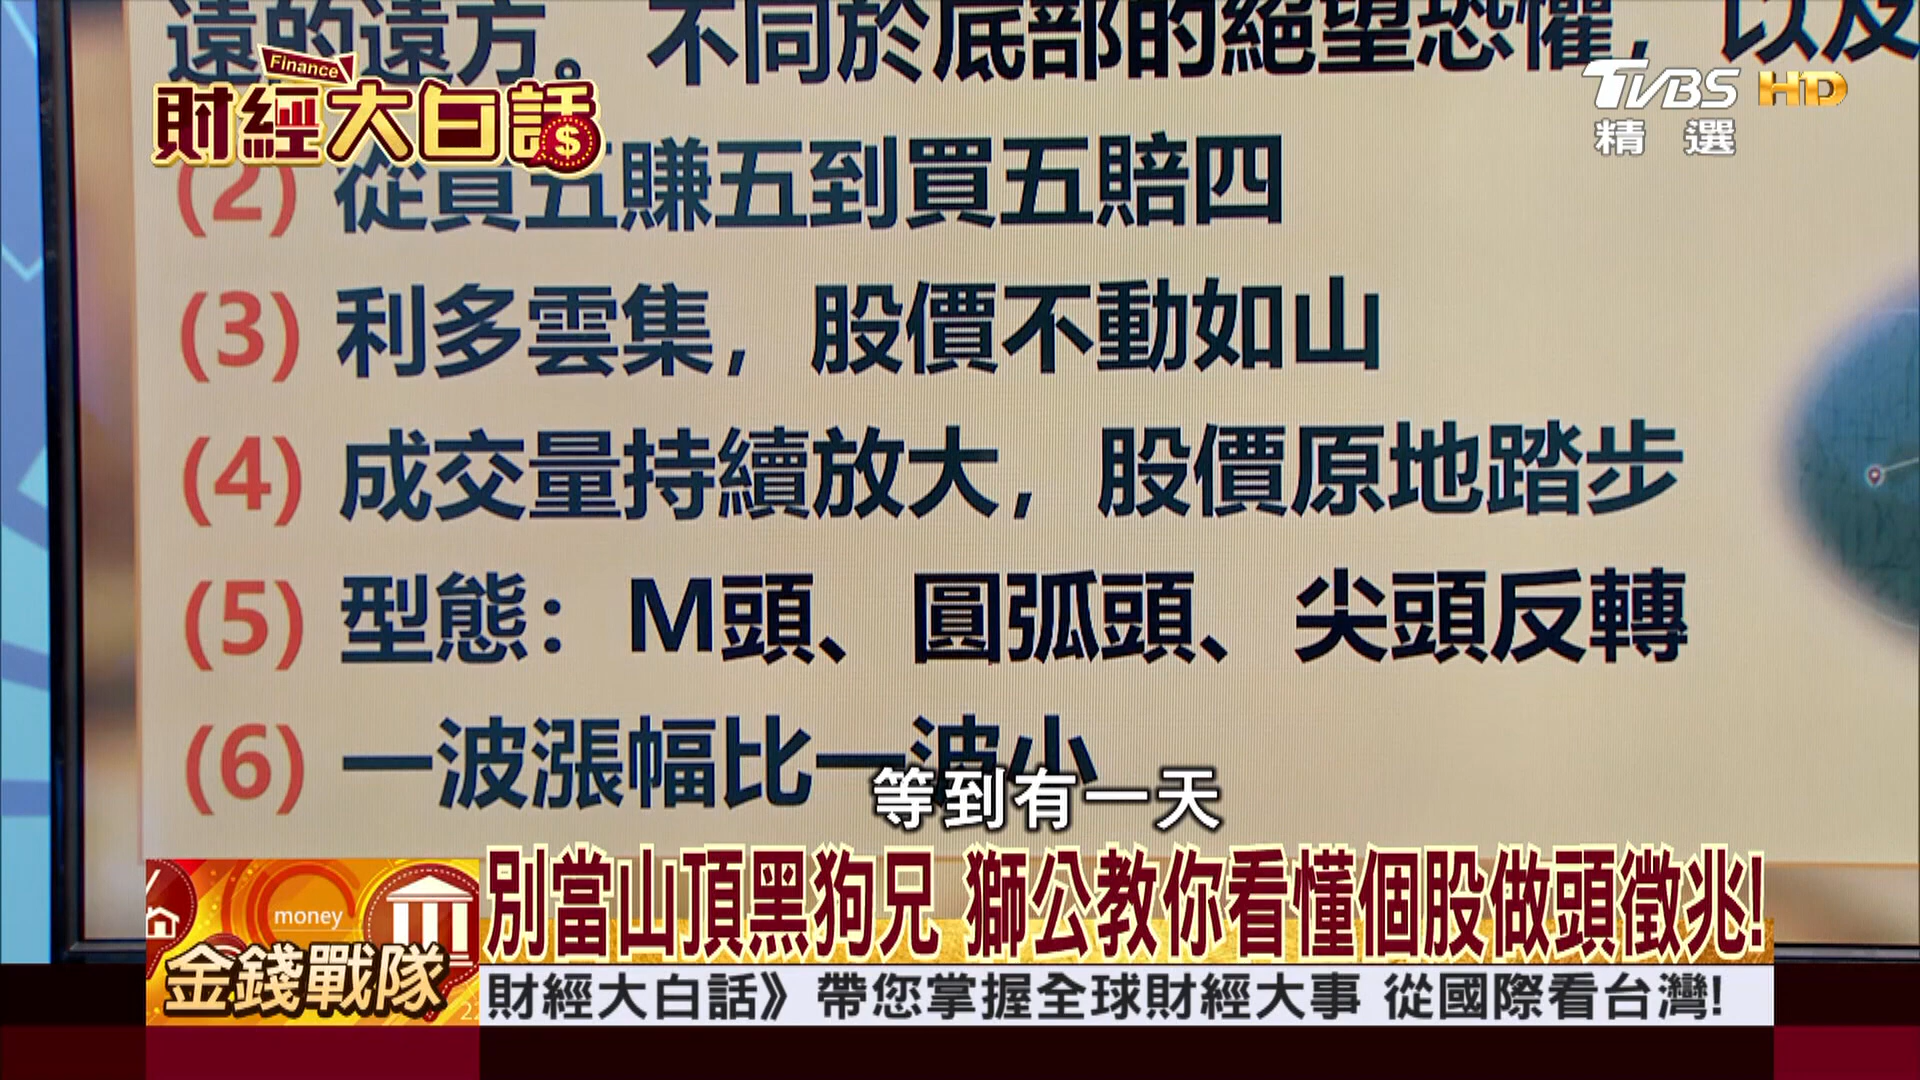 遠的遠方。不同於底部的絕望恐懼，以及
Finance
財經大白話
TVBS HD
精選
(2) 從買五賺五到買五賠四
(3) 利多雲集，股價不動如山
(4) 成交量持續放大，股價原地踏步
(5) 型態：M頭、圓弧頭、尖頭反轉
(6) 一波漲幅比一波小
等到有一天
money
金錢戰隊
別當山頂黑狗兄 獅公教你看懂個股做頭徵兆!
財經大白話》帶您掌握全球財經大事 從國際看台灣!